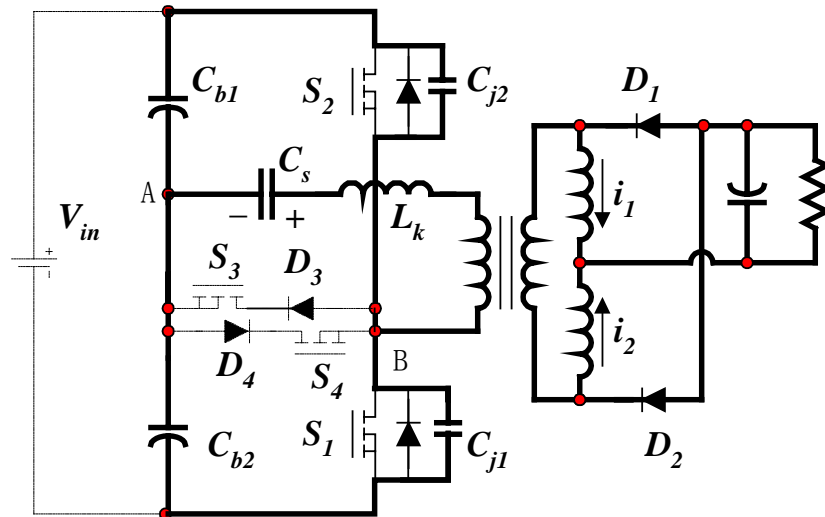 C_b1
S_2
C_j2
D_1
A
C_s
− +
V_in
+
-
L_k
i_1
S_3
D_3
D_4
S_4
B
i_2
C_b2
S_1
C_j1
D_2